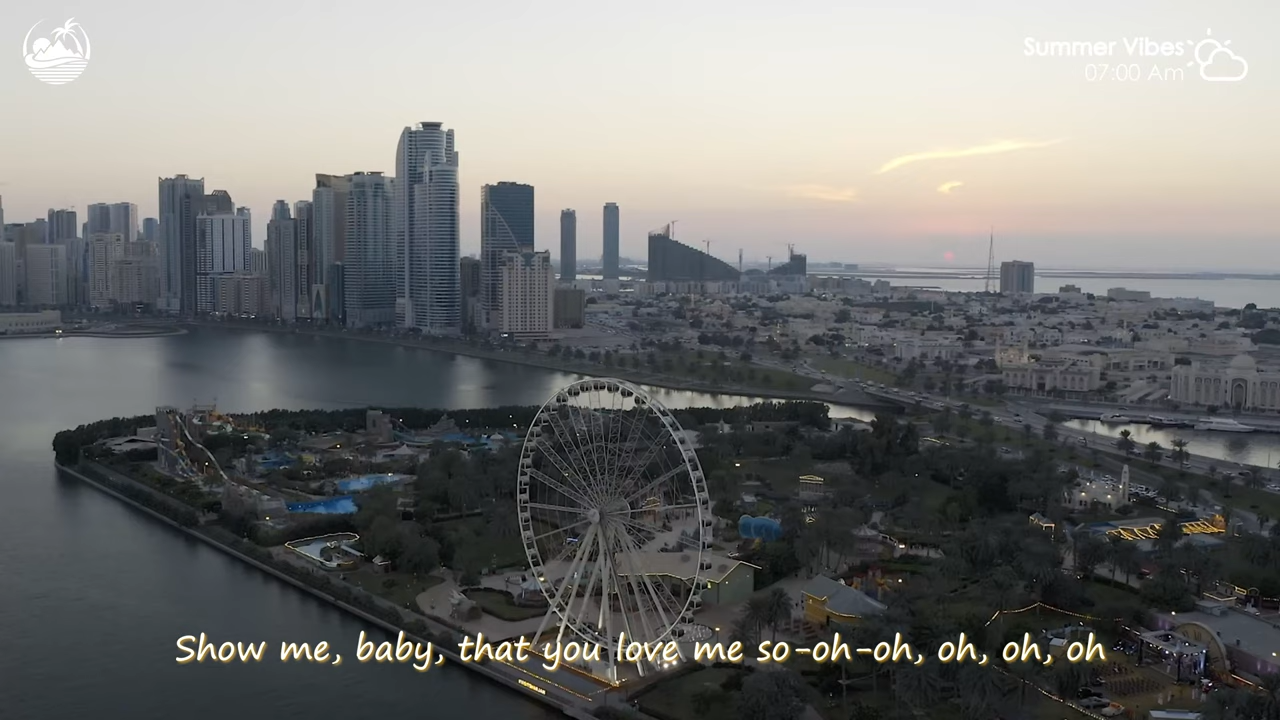 Summer Vibes
07:00 Am
Show me, baby, that you love me so-oh-oh, oh, oh, oh